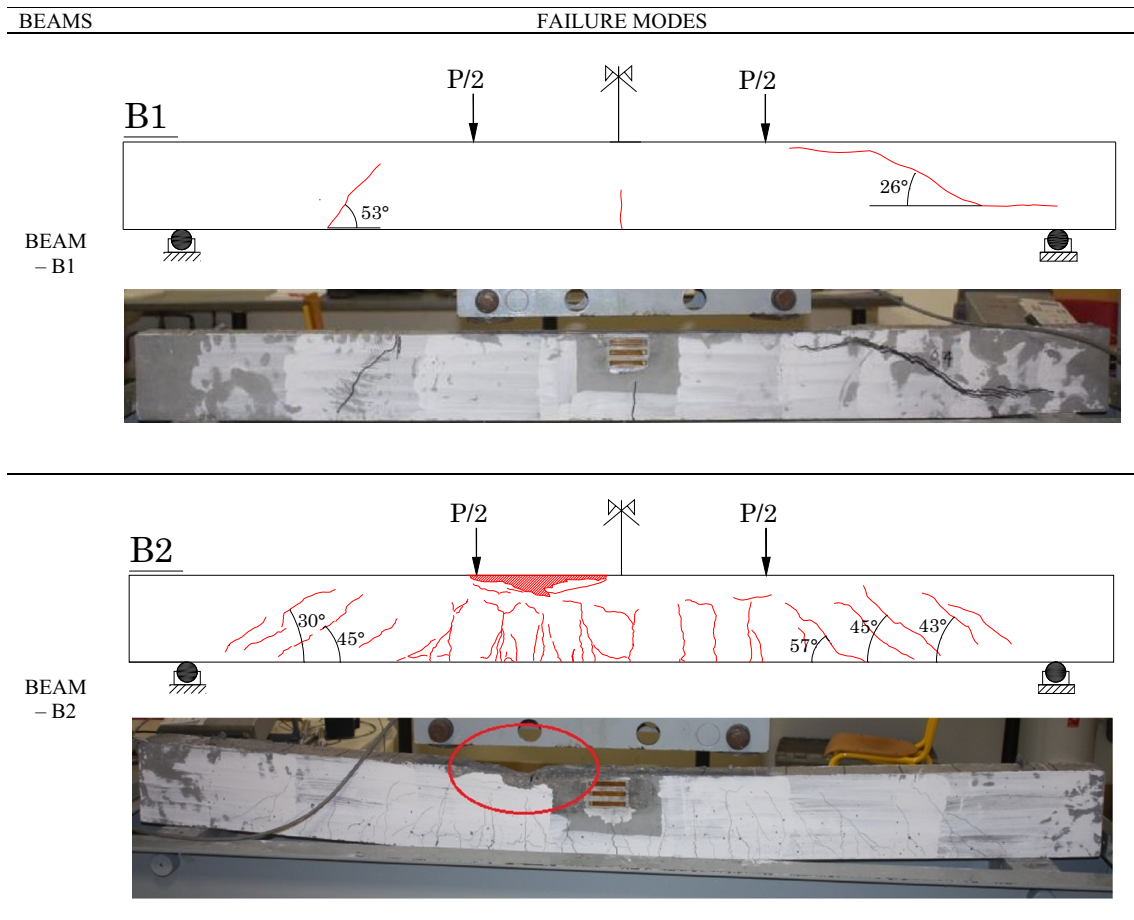 BEAMS FAILURE MODES
P/2 P/2
B1
53° 26°
BEAM
– B1
P/2 P/2
B2
30° 45° 57° 45° 43°
BEAM
– B2